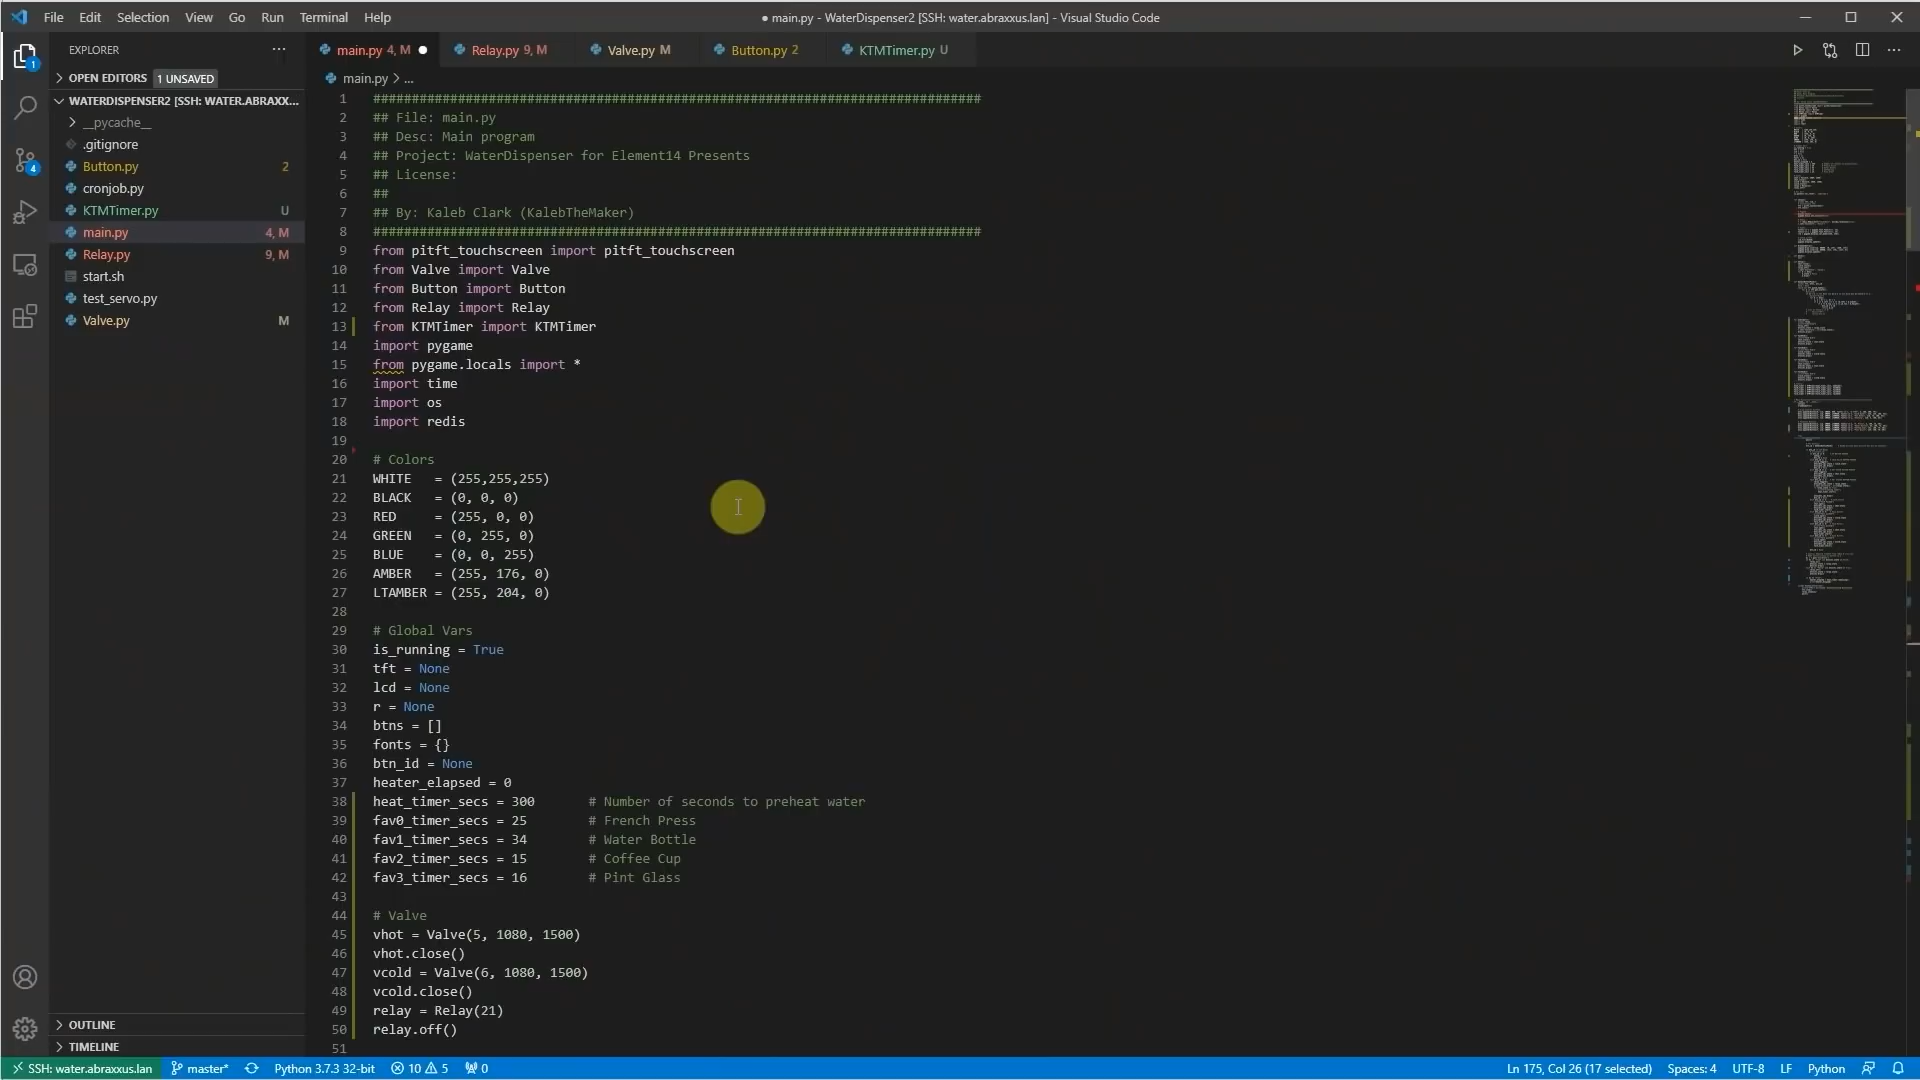 File Edit Selection View Go Run Terminal Help
● main.py - WaterDispenser2 [SSH: water.abraxxus.lan] - Visual Studio Code
EXPLORER
main.py 4, M
Relay.py 9, M
Valve.py M
Button.py 2
KTMTimer.py U
OPEN EDITORS 1 UNSAVED
main.py > ...
WATERDISPENSER2 [SSH: WATER.ABRAXX...
__pycache__
.gitignore
Button.py 2
cronjob.py
KTMTimer.py U
main.py 4, M
Relay.py 9, M
start.sh
test_servo.py
Valve.py M
1
4
OUTLINE
TIMELINE
1 ###############################################################################
2 ## File: main.py
3 ## Desc: Main program
4 ## Project: WaterDispenser for Element14 Presents
5 ## License:
6 ##
7 ## By: Kaleb Clark (KalebTheMaker)
8 ###############################################################################
9 from pitft_touchscreen import pitft_touchscreen
10 from Valve import Valve
11 from Button import Button
12 from Relay import Relay
13 from KTMTimer import KTMTimer
14 import pygame
15 from pygame.locals import *
16 import time
17 import os
18 import redis
19
20 # Colors
21 WHITE   = (255,255,255)
22 BLACK   = (0, 0, 0)
23 RED     = (255, 0, 0)
24 GREEN   = (0, 255, 0)
25 BLUE    = (0, 0, 255)
26 AMBER   = (255, 176, 0)
27 LTAMBER = (255, 204, 0)
28
29 # Global Vars
30 is_running = True
31 tft = None
32 lcd = None
33 r = None
34 btns = []
35 fonts = {}
36 btn_id = None
37 heater_elapsed = 0
38 heat_timer_secs = 300       # Number of seconds to preheat water
39 fav0_timer_secs = 25        # French Press
40 fav1_timer_secs = 34        # Water Bottle
41 fav2_timer_secs = 15        # Coffee Cup
42 fav3_timer_secs = 16        # Pint Glass
43
44 # Valve
45 vhot = Valve(5, 1080, 1500)
46 vhot.close()
47 vcold = Valve(6, 1080, 1500)
48 vcold.close()
49 relay = Relay(21)
50 relay.off()
51
SSH: water.abraxxus.lan master* Python 3.7.3 32-bit 10 5 0 Ln 175, Col 26 (17 selected) Spaces: 4 UTF-8 LF Python